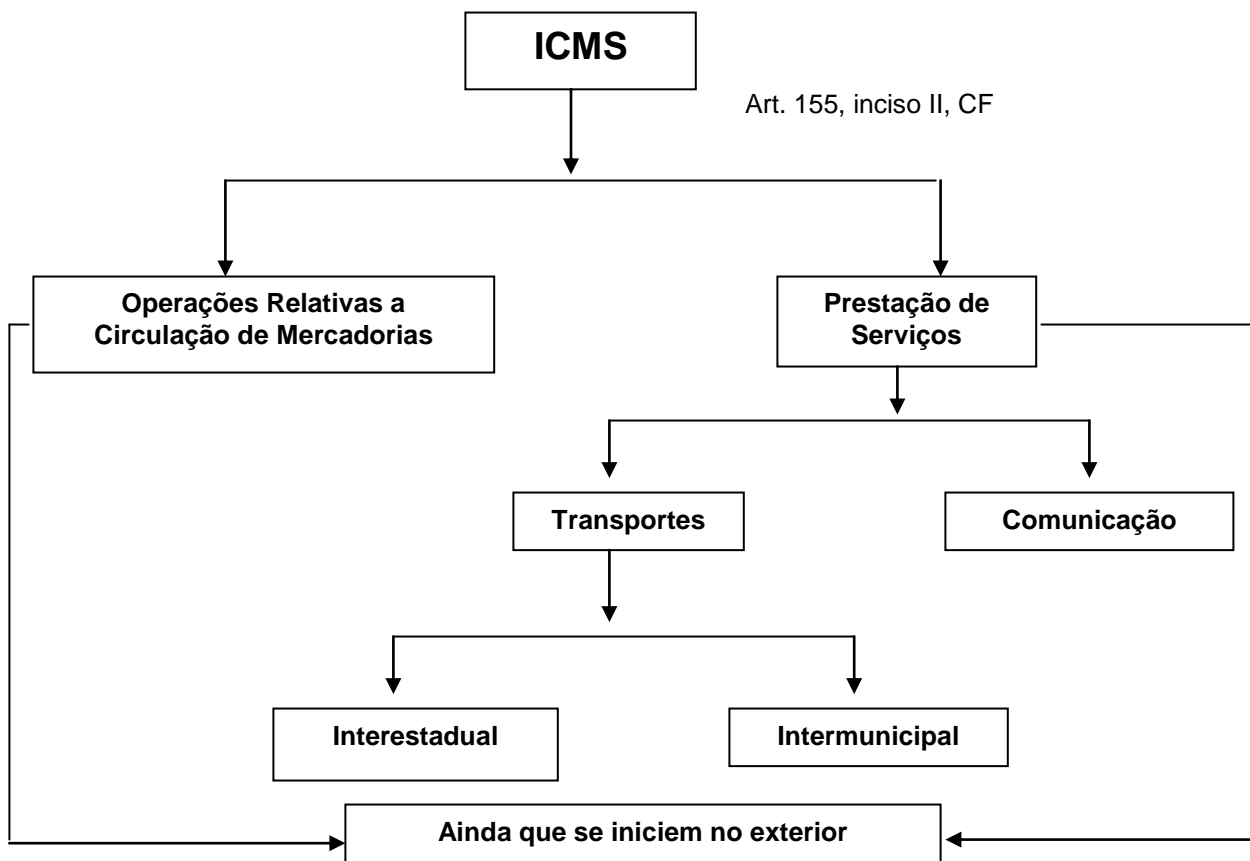 ICMS
Art. 155, inciso II, CF
Operações Relativas a
Circulação de Mercadorias
Prestação de
Serviços
Transportes
Comunicação
Interestadual
Intermunicipal
Ainda que se iniciem no exterior